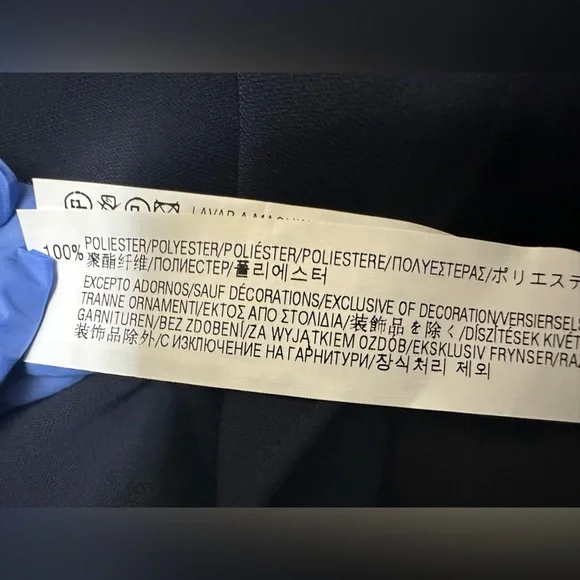 LAVAR A MAQUIN
100% POLIESTER/POLYESTER/POLIÉSTER/POLIESTERE/ΠΟΛΥΕΣΤΕΡΑΣ/ポリエステ
聚酯纤维/ПОЛИЕСТЕР/폴리에스터
EXCEPTO ADORNOS/SAUF DÉCORATIONS/EXCLUSIVE OF DECORATION/VERSIERSEL
TRANNE ORNAMENTI/ΕΚΤΟΣ ΑΠΟ ΣΤΟΛΙΔΙΑ/装飾品を除く/DÍSZÍTÉSEK KIVÉT
GARNITUREN/BEZ ZDOBENÍ/ZA WYJĄTKIEM OZDÓB/EKSKLUSIV FRYNSER/RA
装饰品除外/С ИЗКЛЮЧЕНИЕ НА ГАРНИТУРИ/장식처리 제외